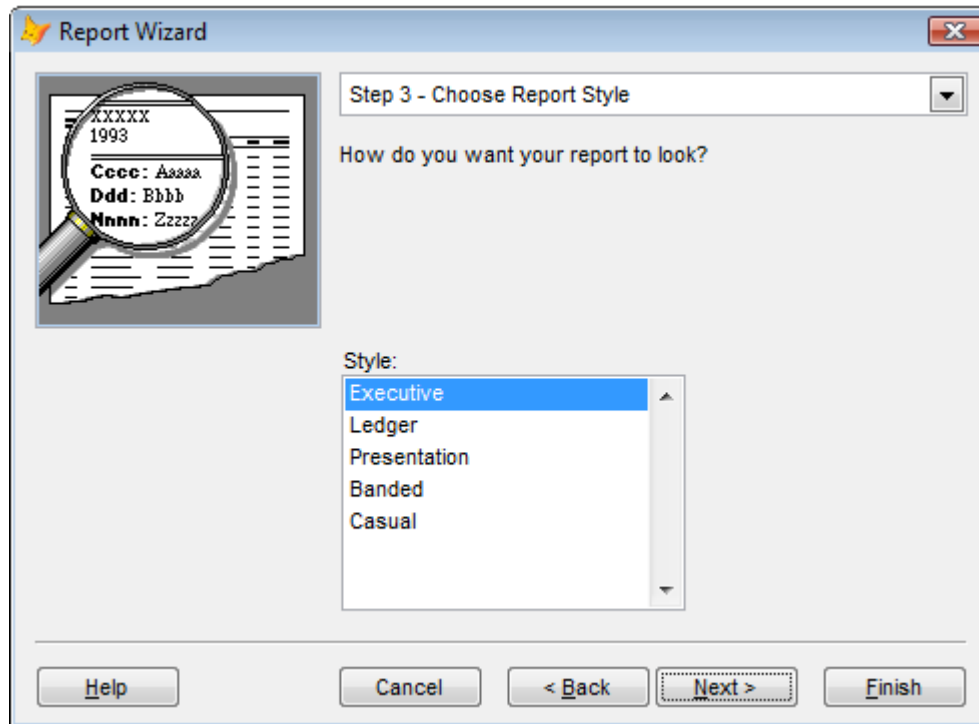 Report Wizard
Step 3 - Choose Report Style
How do you want your report to look?
XXXXX
1993
Cccc: Aaaaa
Ddd: Bbbb
Nnnn: Zzzzz
Style:
Executive
Ledger
Presentation
Banded
Casual
Help
Cancel
< Back
Next >
Finish